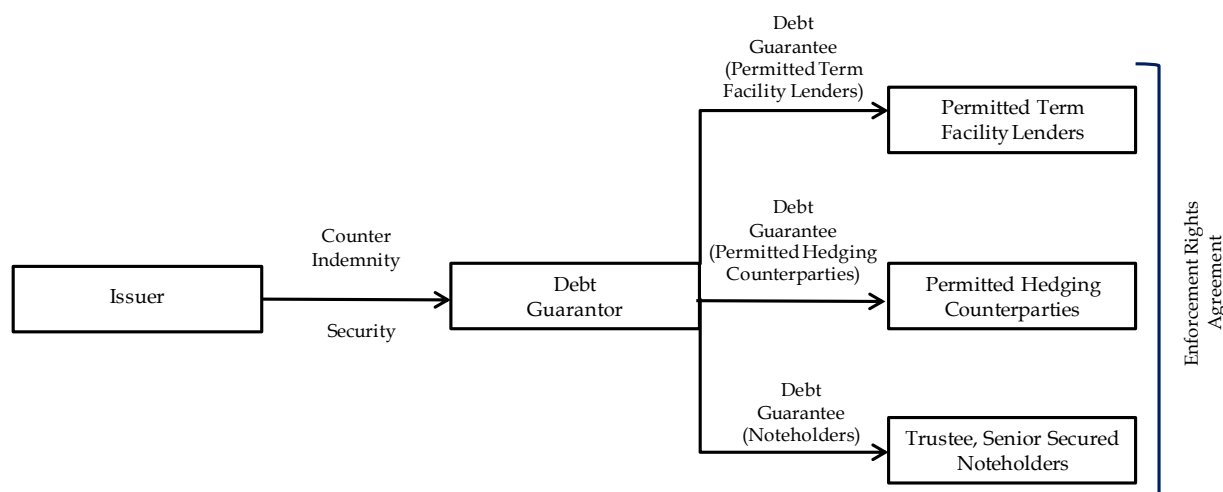 Issuer
Counter
Indemnity
Security
Debt
Guarantor
Debt
Guarantee
(Permitted Term
Facility Lenders)
Permitted Term
Facility Lenders
Debt
Guarantee
(Permitted Hedging
Counterparties)
Permitted Hedging
Counterparties
Debt
Guarantee
(Noteholders)
Trustee, Senior Secured
Noteholders
Enforcement Rights
Agreement